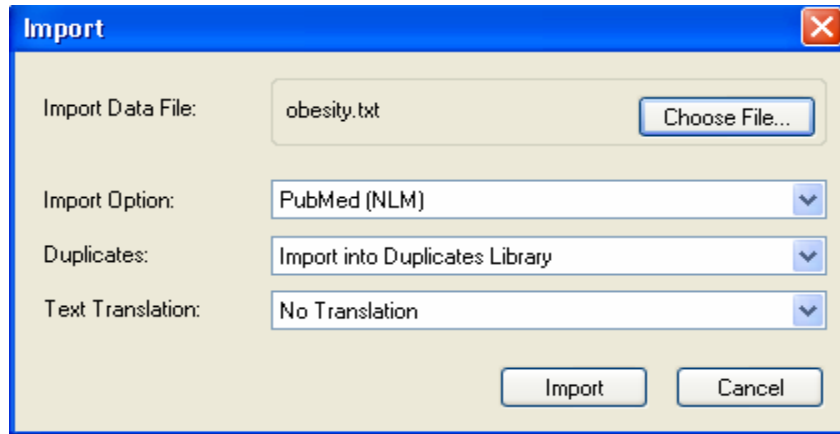 Import
Import Data File: obesity.txt Choose File...
Import Option: PubMed (NLM)
Duplicates: Import into Duplicates Library
Text Translation: No Translation
Import Cancel